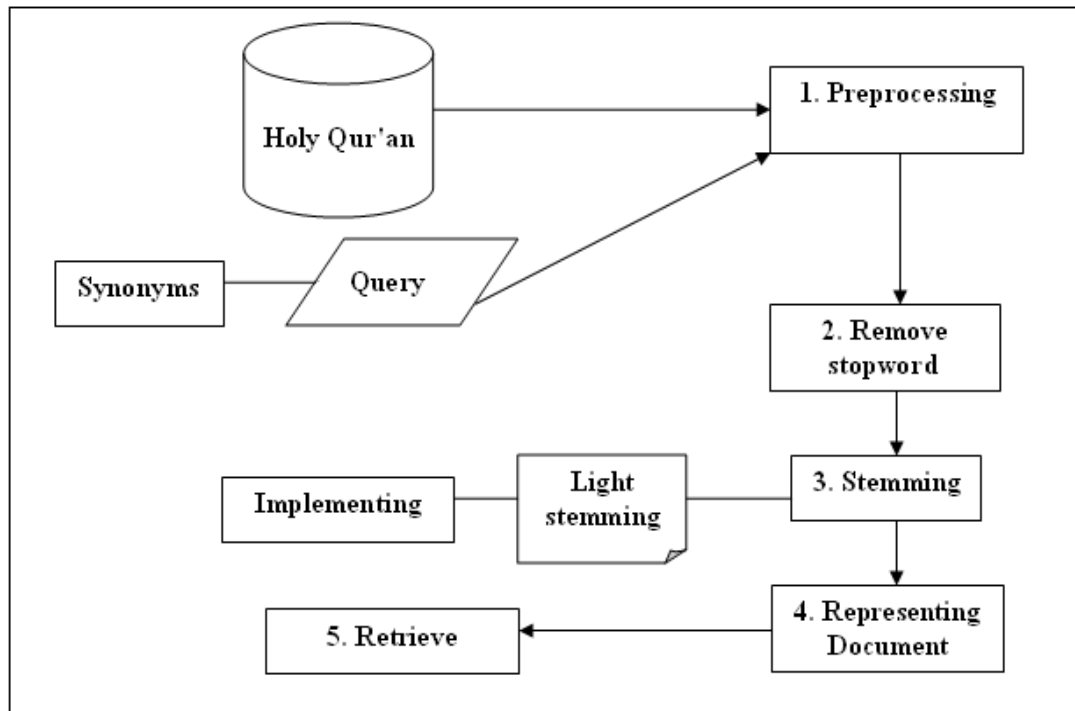 1. Preprocessing
Holy Qur'an
Synonyms
Query
2. Remove
stopword
Implementing
Light
stemming
3. Stemming
4. Representing
Document
5. Retrieve